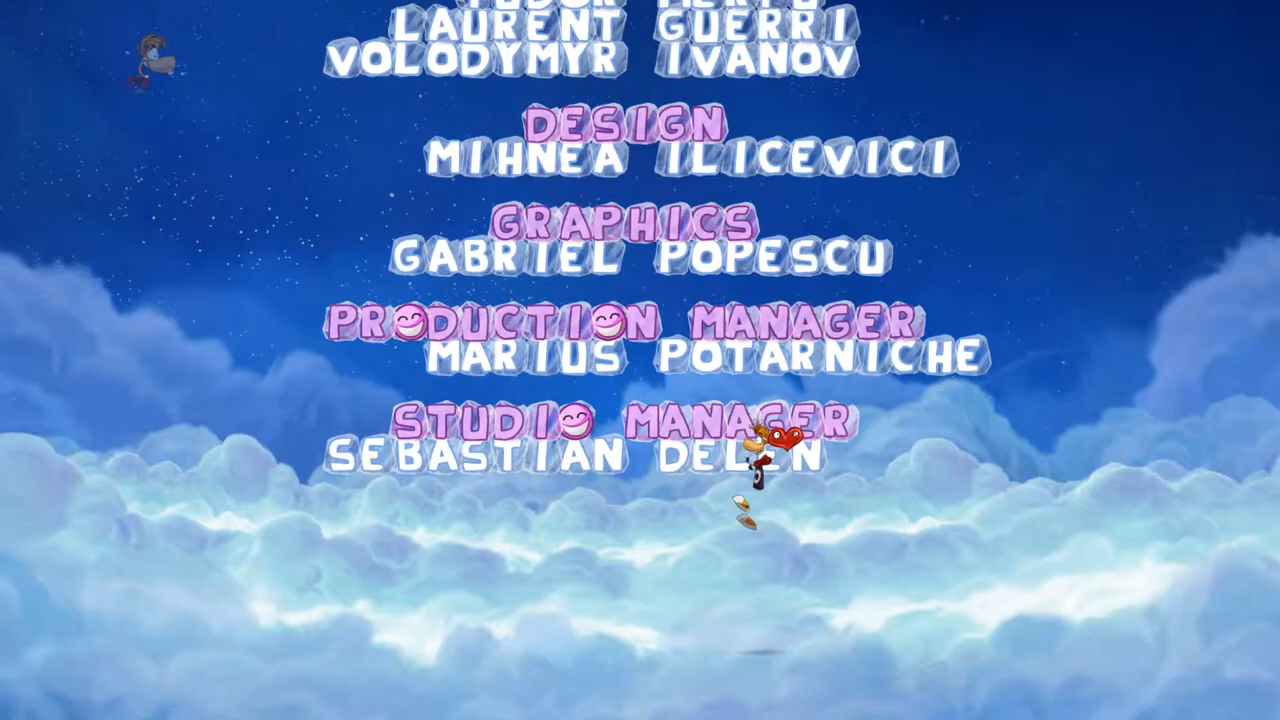 LAURENT GUERRI
VOLODYMYR IVANOV
DESIGN
MIHNEA ILICEVICI
GRAPHICS
GABRIEL POPESCU
PRODUCTION MANAGER
MARIUS POTARNICHE
STUDIO MANAGER
SEBASTIAN DELEN